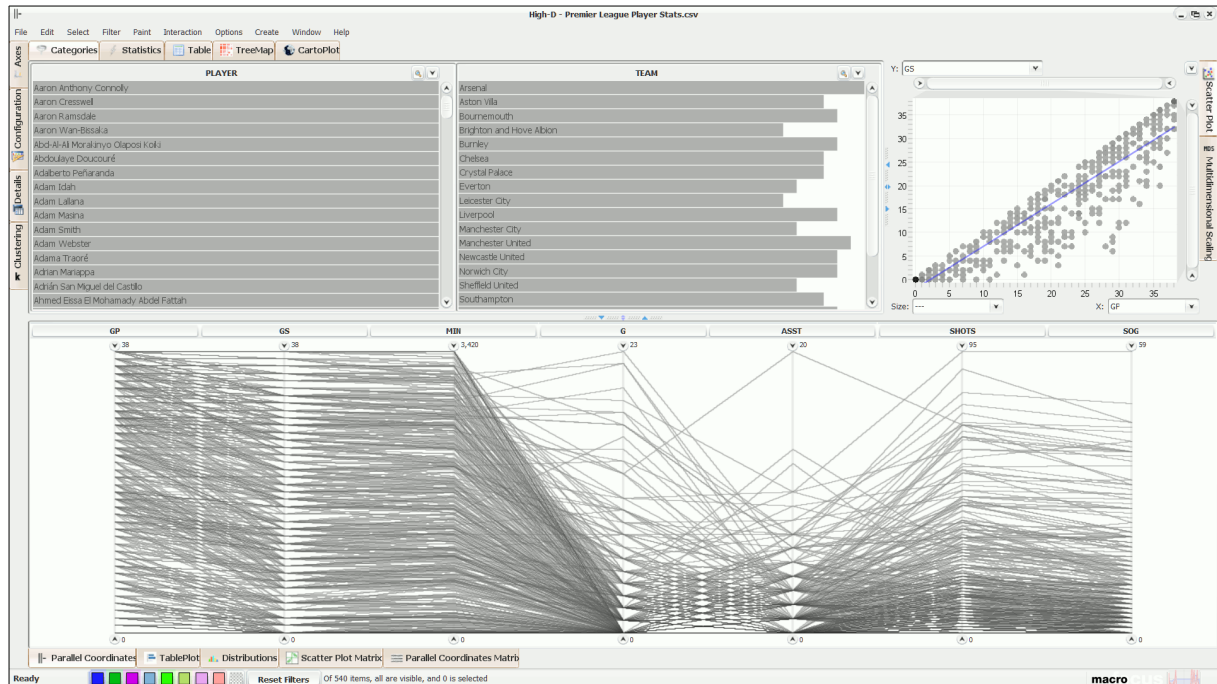 High-D - Premier League Player Stats.csv
File Edit Select Filter Paint Interaction Options Create Window Help
Axes
Configuration
Details
Clustering
Categories Statistics Table TreeMap CartoPlot
PLAYER
Aaron Anthony Connolly
Aaron Cresswell
Aaron Ramsdale
Aaron Wan-Bissaka
Abd-Al-Ali Morakinyo Olaposi Koiki
Abdoulaye Doucouré
Adalberto Peñaranda
Adam Idah
Adam Lallana
Adam Masina
Adam Smith
Adam Webster
Adama Traoré
Adrian Mariappa
Adrián San Miguel del Castillo
Ahmed Eissa El Mohamady Abdel Fattah
TEAM
Arsenal
Aston Villa
Bournemouth
Brighton and Hove Albion
Burnley
Chelsea
Crystal Palace
Everton
Leicester City
Liverpool
Manchester City
Manchester United
Newcastle United
Norwich City
Sheffield United
Southampton
Y: GS
35
30
25
20
15
10
5
0
0 5 10 15 20 25 30 35
Size: --- X: GF
Scatter Plot
MDS Multidimensional Scaling
GP GS MIN G ASST SHOTS SOG
38 38 3,420 23 20 95 59
0 0 0 0 0 0 0
Parallel Coordinates TablePlot Distributions Scatter Plot Matrix Parallel Coordinates Matrix
Ready Reset Filters Of 540 items, all are visible, and 0 is selected macrocus